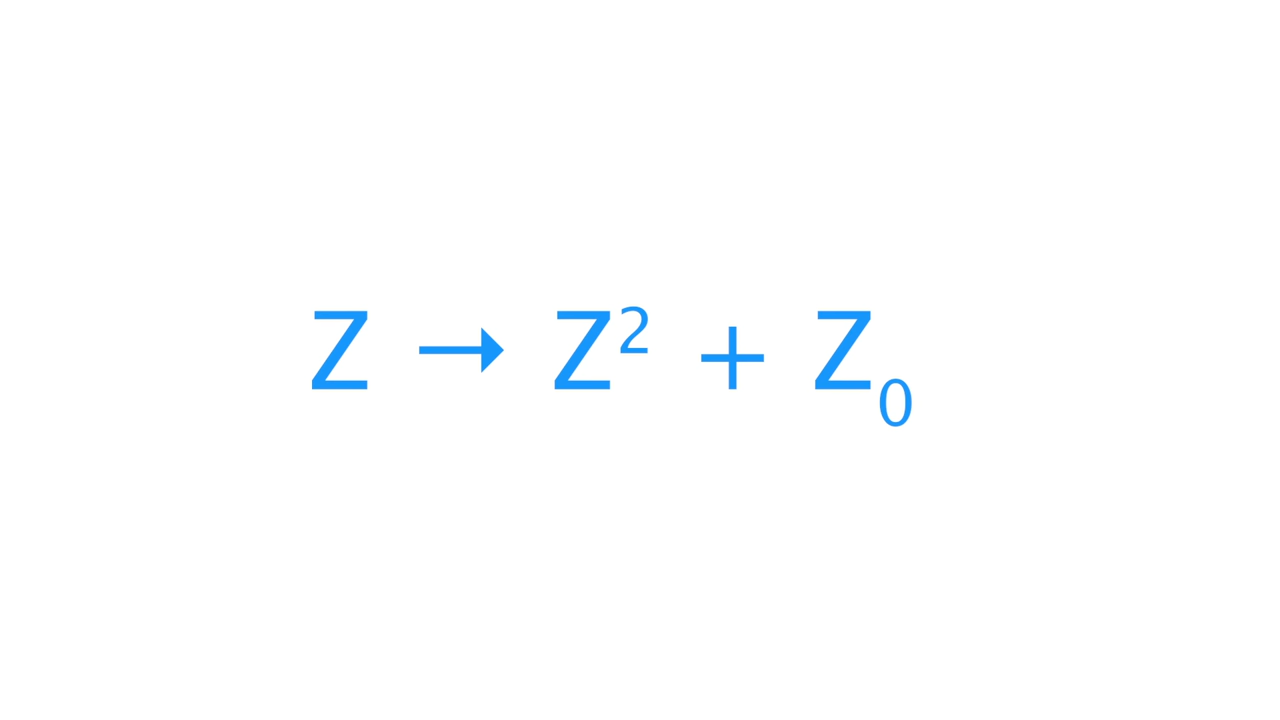 Z → Z² + Z₀